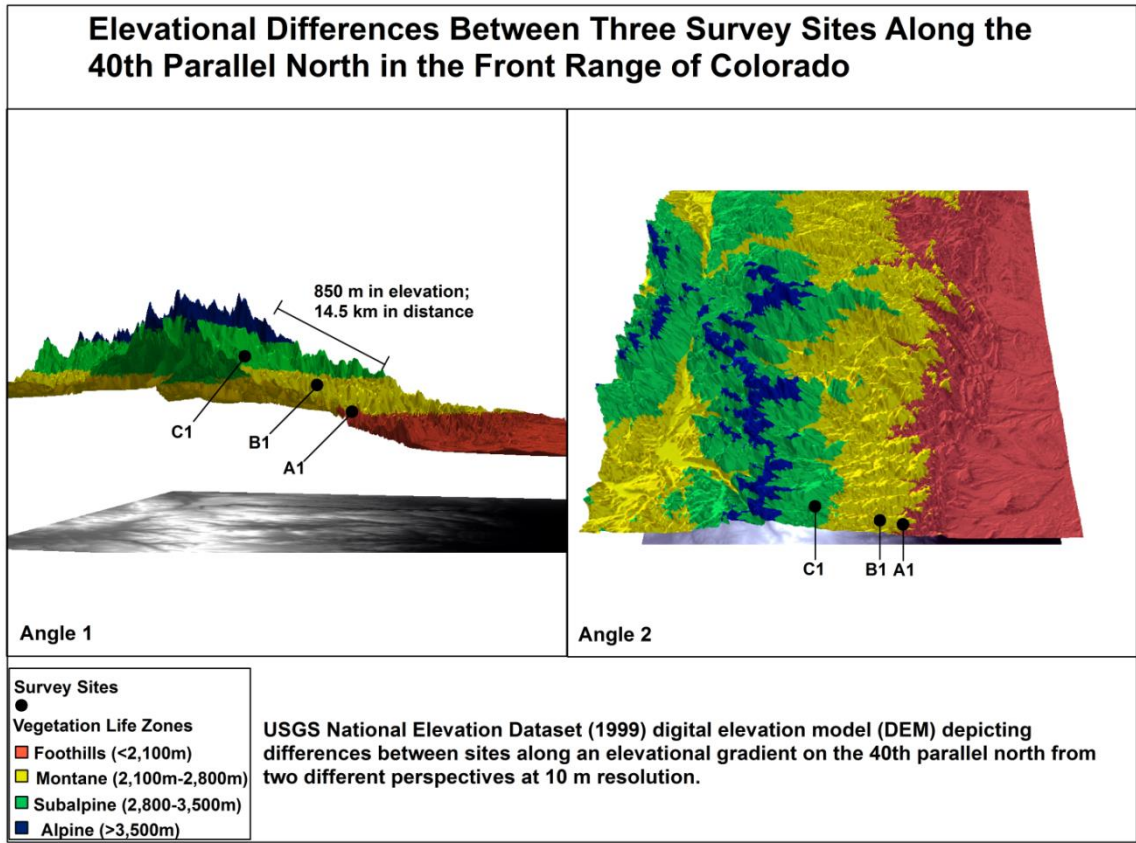 Elevational Differences Between Three Survey Sites Along the
40th Parallel North in the Front Range of Colorado
850 m in elevation;
14.5 km in distance
C1
B1
A1
Angle 1
C1
B1
A1
Angle 2
Survey Sites
Vegetation Life Zones
Foothills (<2,100m)
Montane (2,100m-2,800m)
Subalpine (2,800-3,500m)
Alpine (>3,500m)
USGS National Elevation Dataset (1999) digital elevation model (DEM) depicting
differences between sites along an elevational gradient on the 40th parallel north from
two different perspectives at 10 m resolution.